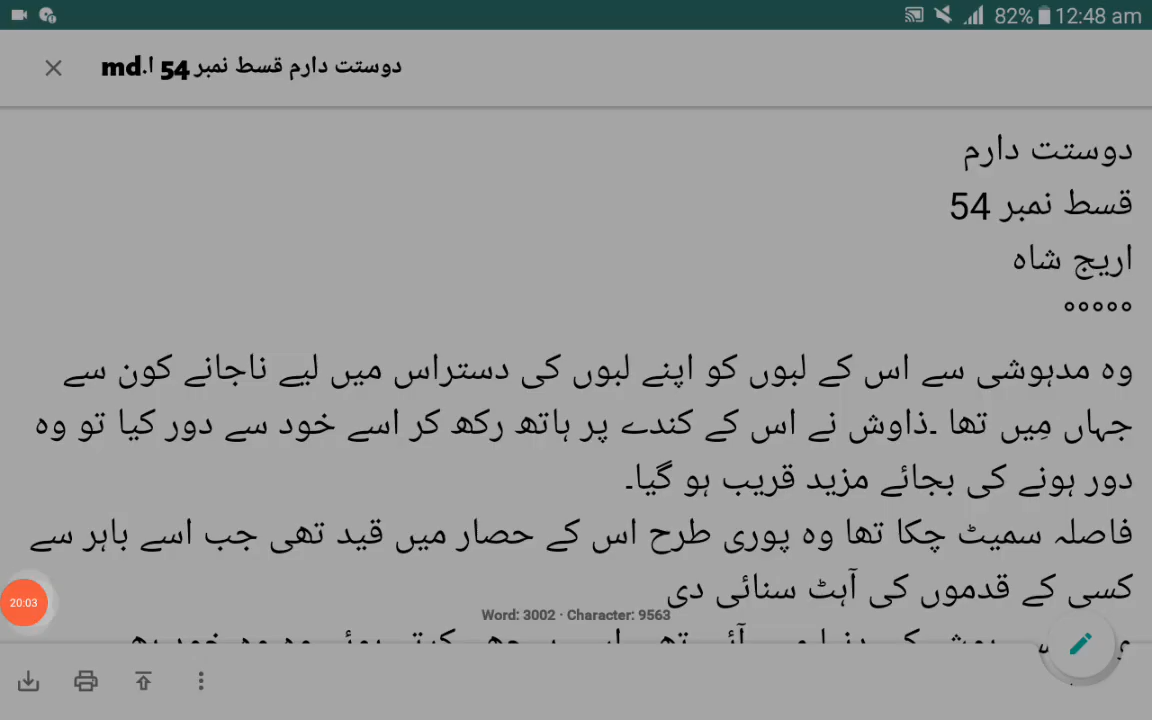 82% 12:48 am
دوستت دارم قسط نمبر 54 ا.md
دوستت دارم
قسط نمبر 54
اریج شاہ
٥٥٥٥٥
وہ مدہوشی سے اس کے لبوں کو اپنے لبوں کی دستراس میں لیے ناجانے کون سے
جہاں مِیں تھا ۔ذاوش نے اس کے کندے پر ہاتھ رکھ کر اسے خود سے دور کیا تو وہ
دور ہونے کی بجائے مزید قریب ہو گیا۔
فاصلہ سمیٹ چکا تھا وہ پوری طرح اس کے حصار میں قید تھی جب اسے باہر سے
کسی کے قدموں کی آہٹ سنائی دی
20:03
Word: 3002 · Character: 9563